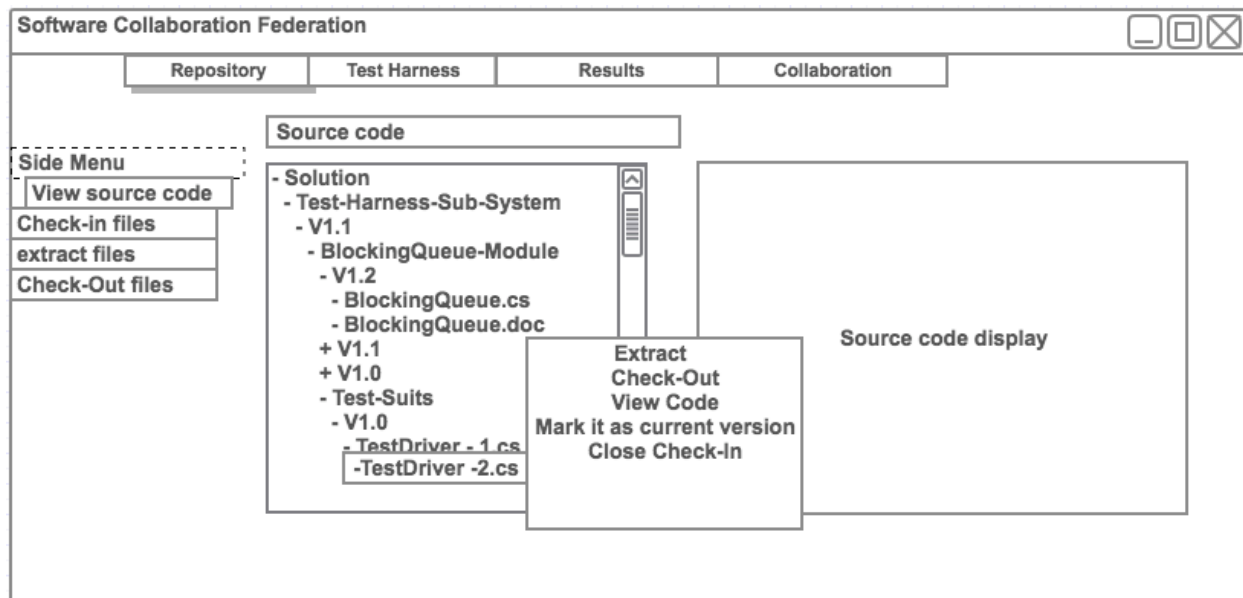 Software Collaboration Federation
Repository Test Harness Results Collaboration
Source code
Side Menu
View source code
Check-in files
extract files
Check-Out files
- Solution
- Test-Harness-Sub-System
- V1.1
- BlockingQueue-Module
- V1.2
- BlockingQueue.cs
- BlockingQueue.doc
+ V1.1
+ V1.0
- Test-Suits
- V1.0
- TestDriver - 1.cs
-TestDriver -2.cs
Extract
Check-Out
View Code
Mark it as current version
Close Check-In
Source code display